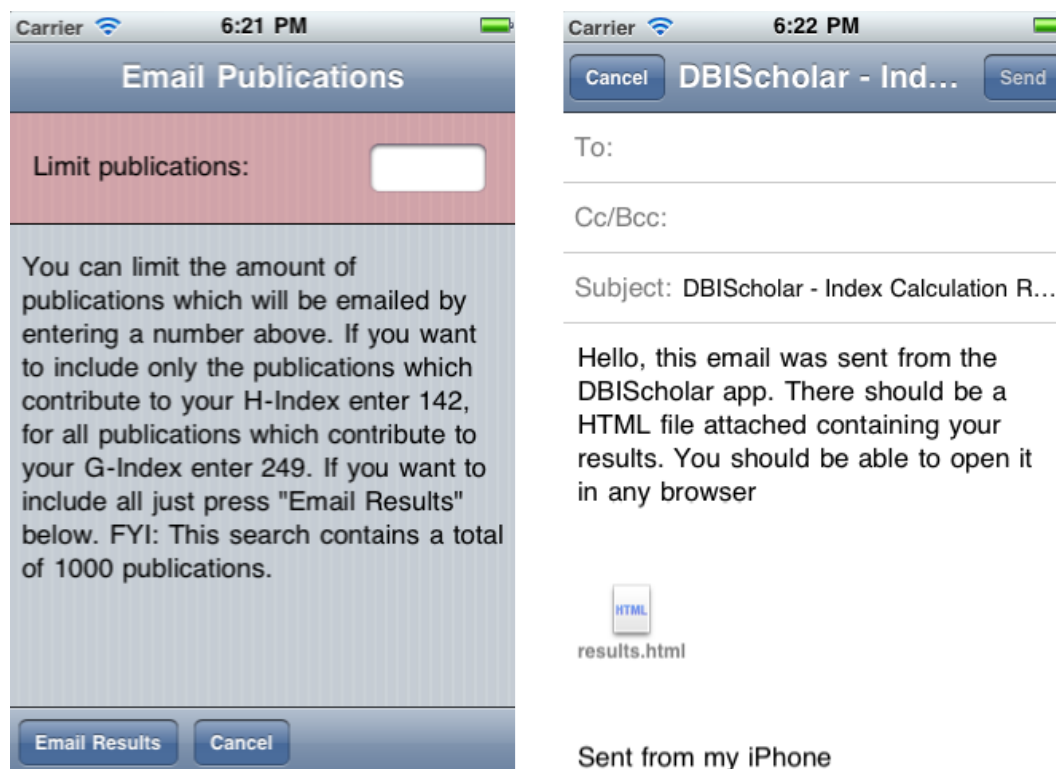 Carrier 6:21 PM
Email Publications
Limit publications:
You can limit the amount of
publications which will be emailed by
entering a number above. If you want
to include only the publications which
contribute to your H-Index enter 142,
for all publications which contribute to
your G-Index enter 249. If you want to
include all just press "Email Results"
below. FYI: This search contains a total
of 1000 publications.
Email Results Cancel
Carrier 6:22 PM
Cancel DBIScholar - Ind... Send
To:
Cc/Bcc:
Subject: DBIScholar - Index Calculation R...
Hello, this email was sent from the
DBIScholar app. There should be a
HTML file attached containing your
results. You should be able to open it
in any browser
HTML
results.html
Sent from my iPhone